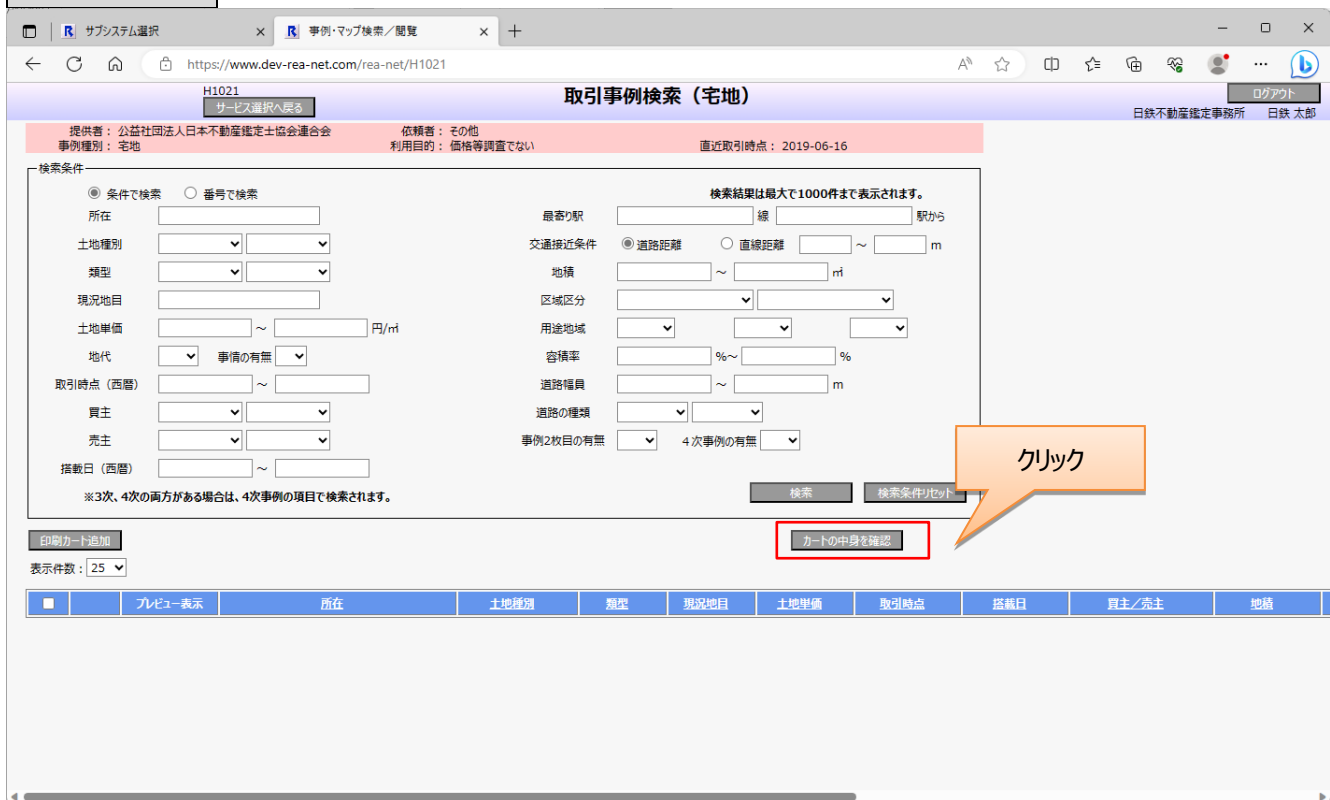 サブシステム選択
事例・マップ検索／閲覧
https://www.dev-rea-net.com/rea-net/H1021
H1021
サービス選択へ戻る
取引事例検索（宅地）
ログアウト
日鉄不動産鑑定事務所 日鉄 太郎
提供者： 公益社団法人日本不動産鑑定士協会連合会 依頼者： その他
事例種別： 宅地 利用目的： 価格等調査でない 直近取引時点： 2019-06-16
検索条件
条件で検索 番号で検索 検索結果は最大で1000件まで表示されます。
所在 最寄り駅 線 駅から
土地種別 交通接近条件 道路距離 直線距離 ～ m
類型 地積 ～ ㎡
現況地目 区域区分
土地単価 ～ 円/㎡ 用途地域
地代 事情の有無 容積率 %～ %
取引時点（西暦） ～ 道路幅員 ～ m
買主 道路の種類
売主 事例2枚目の有無 ４次事例の有無
搭載日（西暦） ～
クリック
※3次、4次の両方がある場合は、4次事例の項目で検索されます。 検索 検索条件リセット
印刷カート追加 カートの中身を確認
表示件数：25
プレビュー表示 所在 土地種別 類型 現況地目 土地単価 取引時点 搭載日 買主／売主 地積